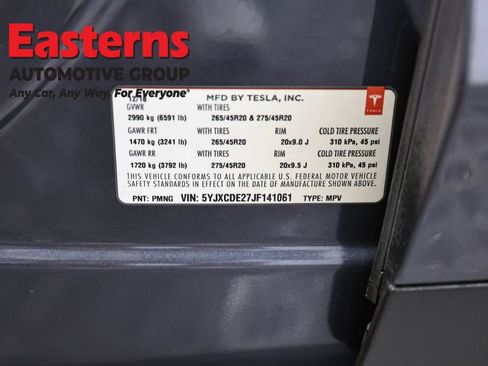 Easterns
AUTOMOTIVE GROUP
Any Car, Any Way, For Everyone®
12/18 MFD BY TESLA, INC.
GVWR WITH TIRES
2990 kg (6591 lb) 265/45R20 & 275/45R20
GAWR FRT WITH TIRES RIM COLD TIRE PRESSURE
1470 kg (3241 lb) 265/45R20 20x9.0 J 310 kPa, 45 psi
GAWR RR WITH TIRES RIM COLD TIRE PRESSURE
1720 kg (3792 lb) 275/45R20 20x9.5 J 310 kPa, 45 psi
THIS VEHICLE CONFORMS TO ALL APPLICABLE U.S. FEDERAL MOTOR VEHICLE
SAFETY STANDARDS IN EFFECT ON THE DATE OF MANUFACTURE SHOWN ABOVE.
PNT: PMNG VIN: 5YJXCDE27JF141061 TYPE: MPV
TESLA